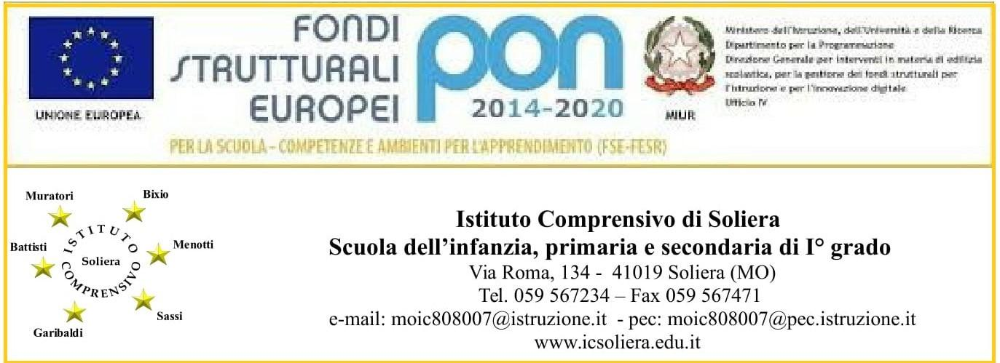 FONDI
STRUTTURALI
EUROPEI
pon
2014-2020
UNIONE EUROPEA
MIUR
Ministero dell'Istruzione, dell'Università e della Ricerca
Dipartimento per la Programmazione
Direzione Generale per interventi in materia di edilizia
scolastica, per la gestione dei fondi strutturali per
l'istruzione e per l'innovazione digitale
Ufficio IV
PER LA SCUOLA - COMPETENZE E AMBIENTI PER L'APPRENDIMENTO (FSE-FESR)
Muratori
Bixio
Battisti
Menotti
ISTITUTO
Soliera
COMPRENSIVO
Sassi
Garibaldi
Istituto Comprensivo di Soliera
Scuola dell’infanzia, primaria e secondaria di I° grado
Via Roma, 134 - 41019 Soliera (MO)
Tel. 059 567234 – Fax 059 567471
e-mail: moic808007@istruzione.it - pec: moic808007@pec.istruzione.it
www.icsoliera.edu.it